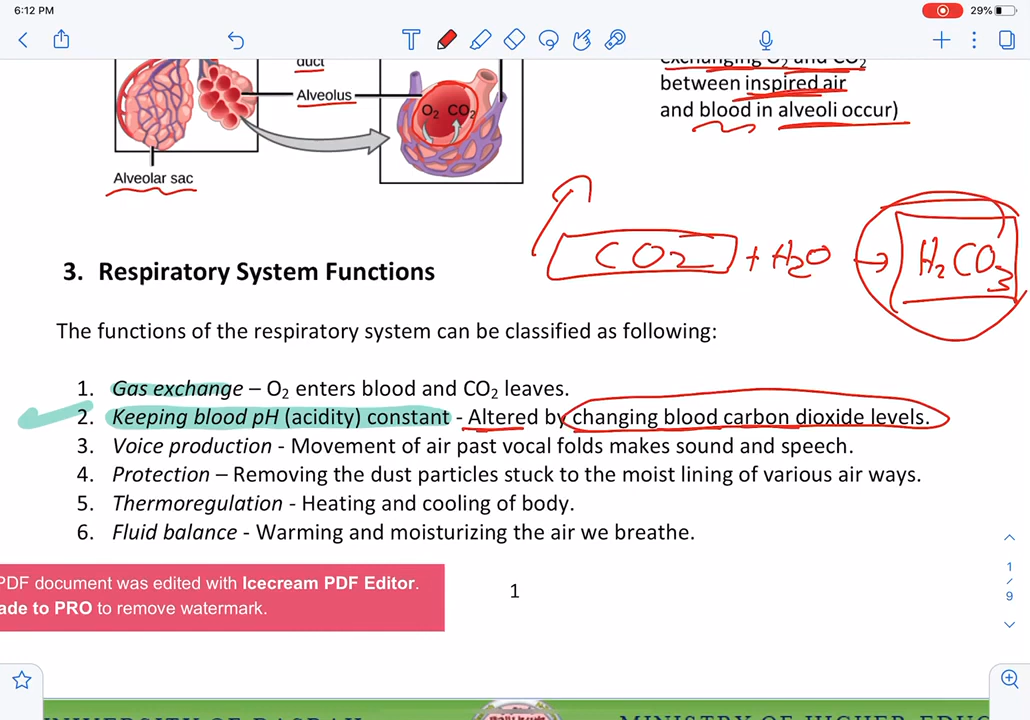 6:12 PM
29%
duct
exchanging O₂ and CO₂
between inspired air
and blood in alveoli occur)
Alveolus
O₂ CO₂
Alveolar sac
CO2 + H₂O → H₂CO₃
3. Respiratory System Functions
The functions of the respiratory system can be classified as following:
1. Gas exchange – O₂ enters blood and CO₂ leaves.
2. Keeping blood pH (acidity) constant - Altered by changing blood carbon dioxide levels.
3. Voice production - Movement of air past vocal folds makes sound and speech.
4. Protection – Removing the dust particles stuck to the moist lining of various air ways.
5. Thermoregulation - Heating and cooling of body.
6. Fluid balance - Warming and moisturizing the air we breathe.
1
/
9
PDF document was edited with Icecream PDF Editor.
ade to PRO to remove watermark.
1